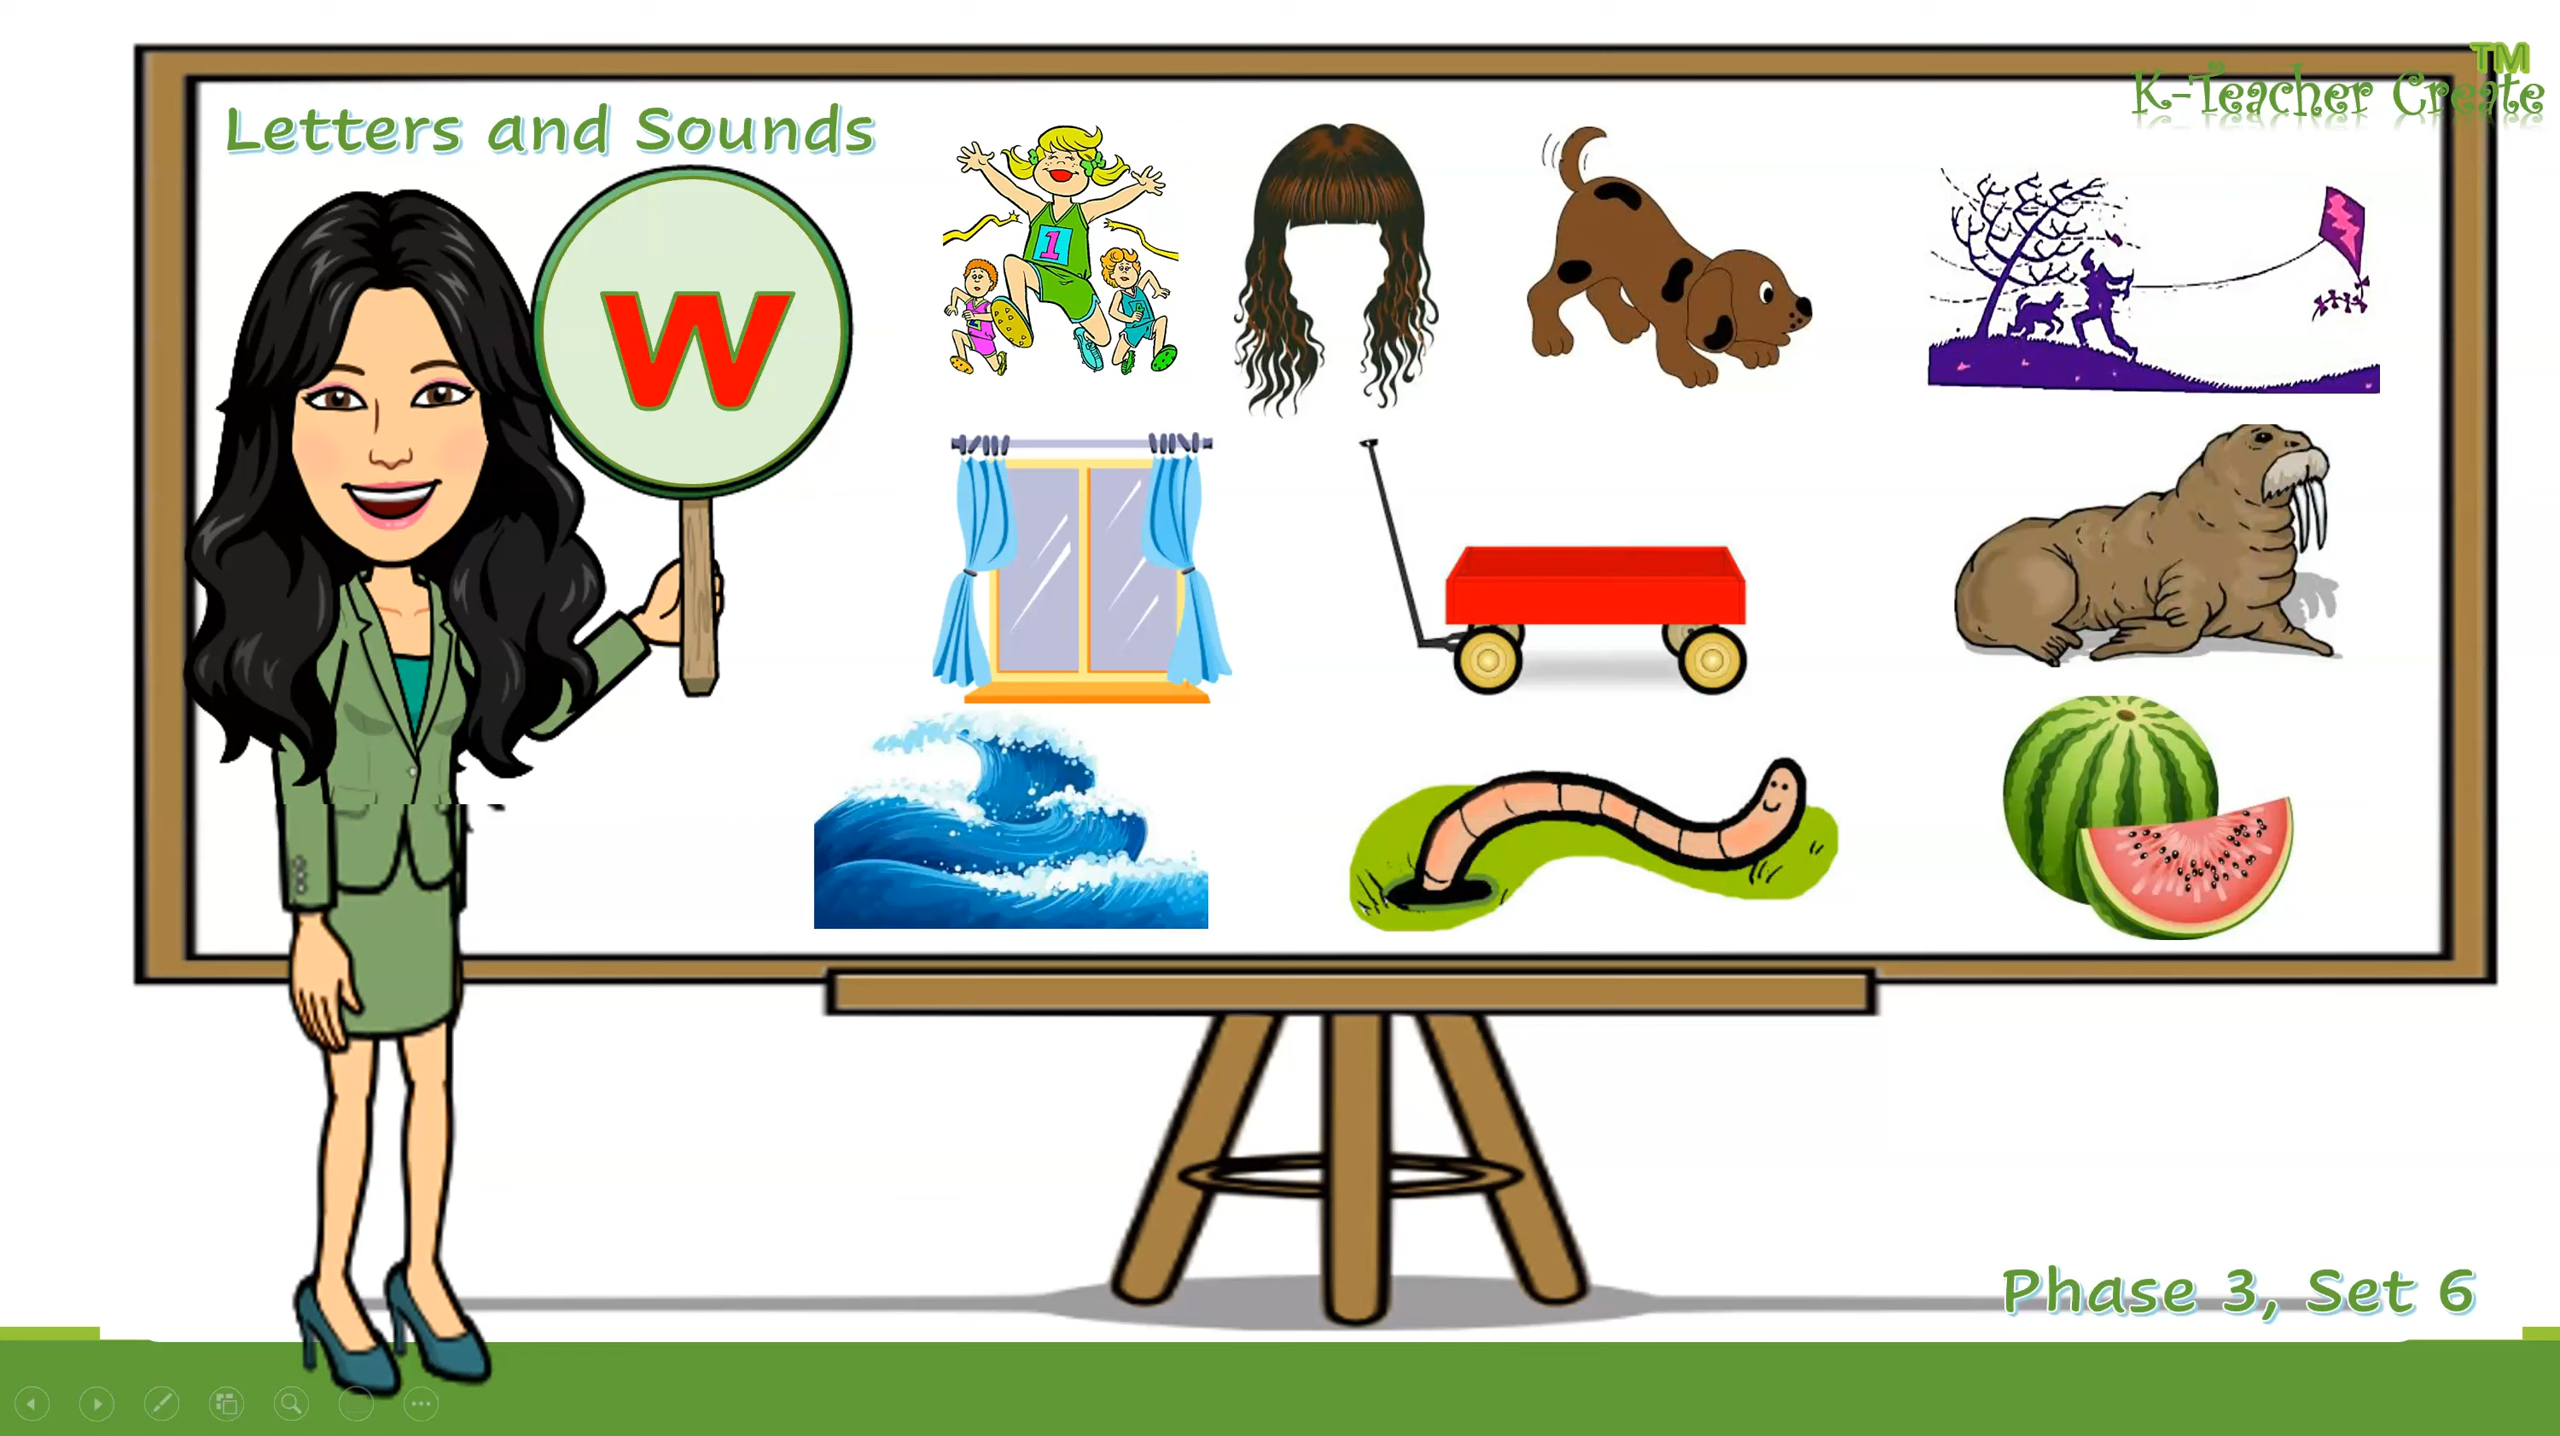 TM
K-Teacher Create
Letters and Sounds
w
1
Phase 3, Set 6